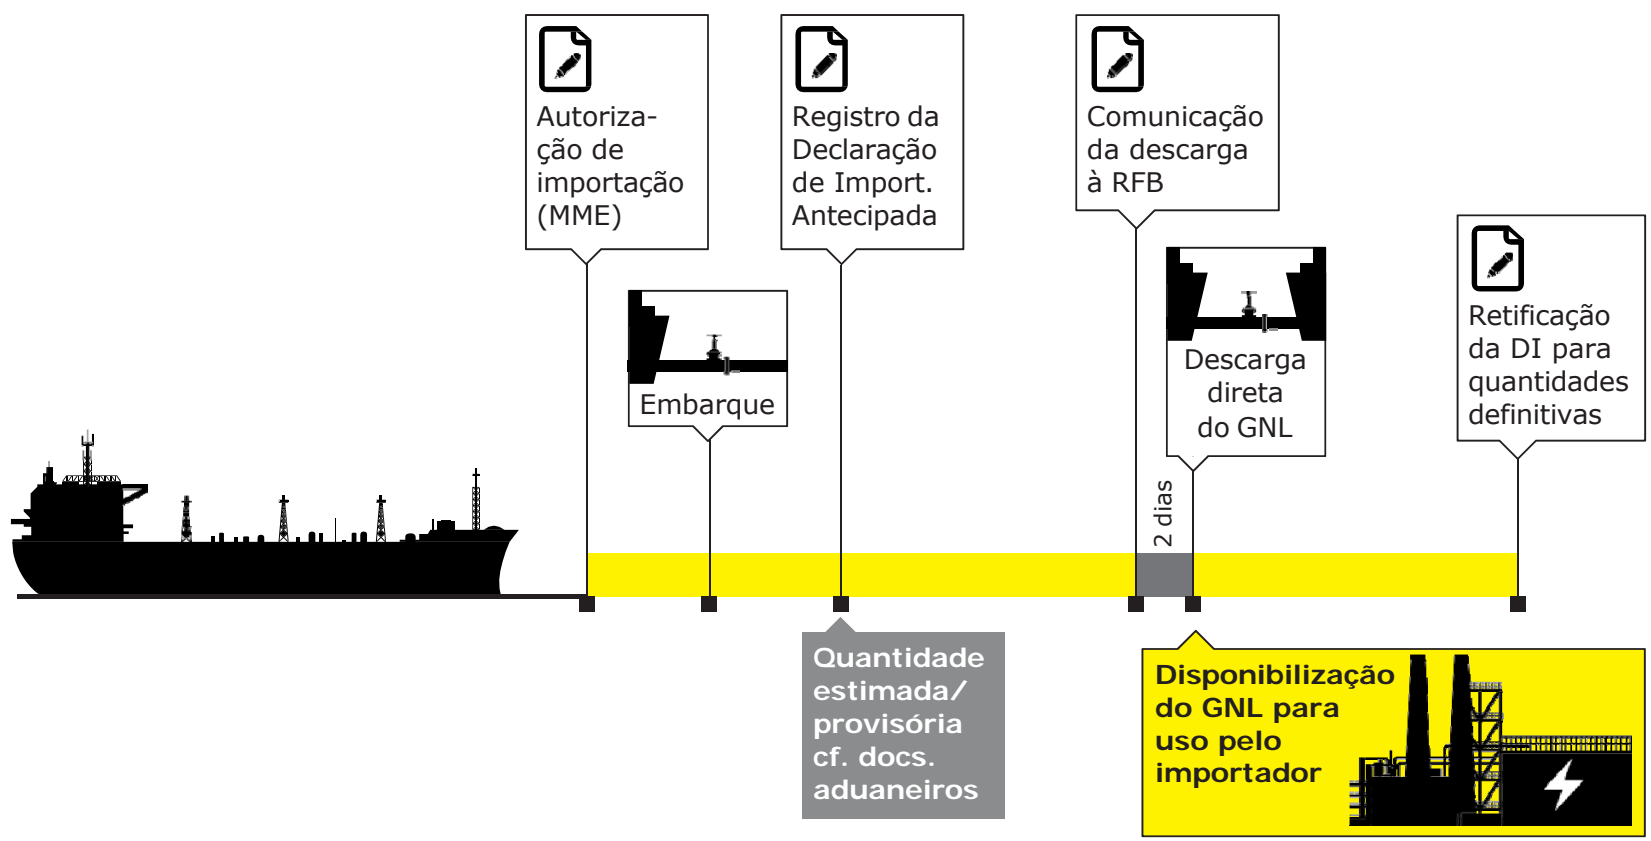 Autoriza-
ção de
importação
(MME)
Embarque
Registro da
Declaração
de Import.
Antecipada
Comunicação
da descarga
à RFB
2 dias
Descarga
direta
do GNL
Retificação
da DI para
quantidades
definitivas
Quantidade
estimada/
provisória
cf. docs.
aduaneiros
Disponibilização
do GNL para
uso pelo
importador